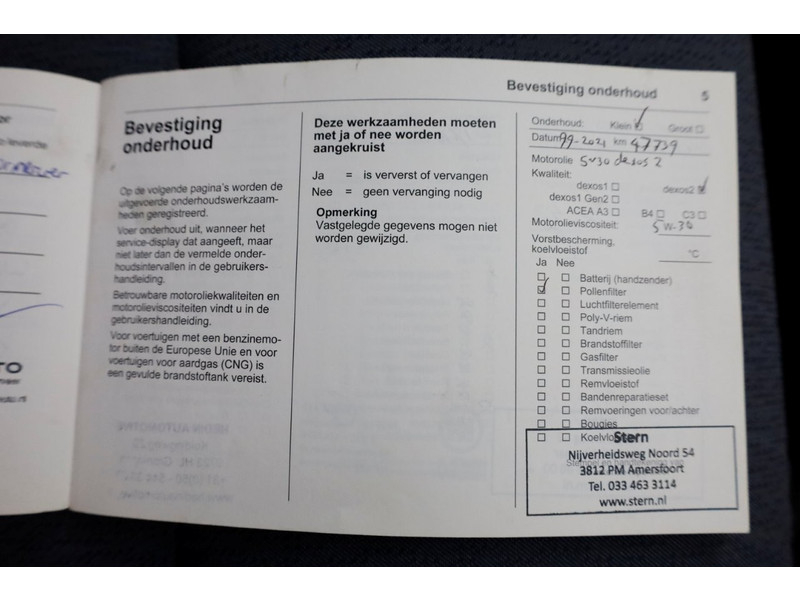 Bevestiging onderhoud 5
Bevestiging
onderhoud
Op de volgende pagina's worden de
uitgevoerde onderhoudswerkzaam-
heden geregistreerd.
Voer onderhoud uit, wanneer het
service-display dat aangeeft, maar
niet later dan de vermelde onder-
houdsintervallen in de gebruikers-
handleiding.
Betrouwbare motoroliekwaliteiten en
motorolieviscositeiten vindt u in de
gebruikershandleiding.
Voor voertuigen met een benzinemo-
tor buiten de Europese Unie en voor
voertuigen voor aardgas (CNG) is
een gevulde brandstoftank vereist.
Deze werkzaamheden moeten
met ja of nee worden
aangekruist
Ja = is ververst of vervangen
Nee = geen vervanging nodig
Opmerking
Vastgelegde gegevens mogen niet
worden gewijzigd.
Onderhoud: Klein Groot
Datum 99-2021 km 47739
Motorolie 5w30 dexos 2
Kwaliteit:
dexos1 dexos2
dexos1 Gen2
ACEA A3 B4 C3
Motorolieviscositeit: 5W-30
Vorstbescherming,
koelvloeistof °C
Ja Nee
Batterij (handzender)
Pollenfilter
Luchtfilterelement
Poly-V-riem
Tandriem
Brandstoffilter
Gasfilter
Transmissieolie
Remvloeistof
Bandenreparatieset
Remvoeringen voor/achter
Bougies
Koelvlo
Stern
Nijverheidsweg Noord 54
3812 PM Amersfoort
Tel. 033 463 3114
www.stern.nl